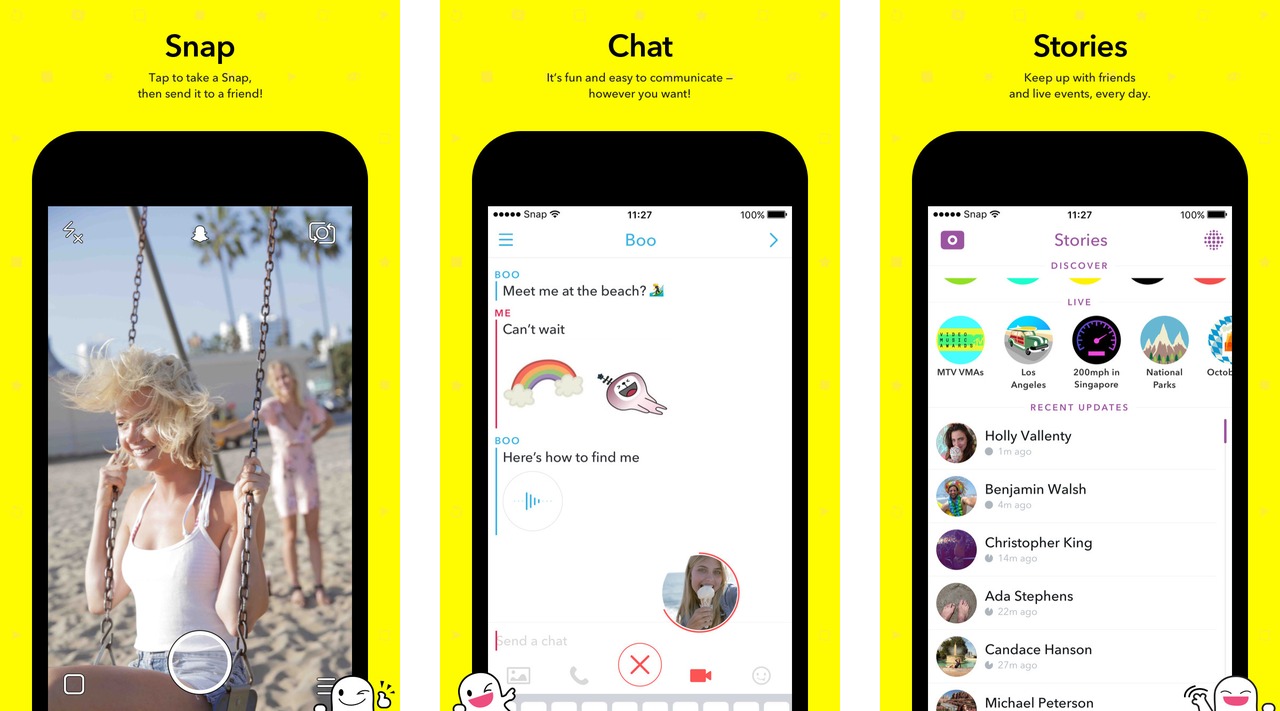 Snap
Tap to take a Snap,
then send it to a friend!
Chat
It's fun and easy to communicate –
however you want!
Snap
11:27
100%
Boo
BOO
Meet me at the beach?
ME
Can't wait
BOO
Here's how to find me
Send a chat
Stories
Keep up with friends
and live events, every day.
Snap
11:27
100%
Stories
DISCOVER
LIVE
VIDEO
MUSIC
AWARDS
MTV VMAs
Los
Angeles
200mph in
Singapore
National
Parks
Octob
RECENT UPDATES
Holly Vallenty
1m ago
Benjamin Walsh
4m ago
Christopher King
14m ago
Ada Stephens
22m ago
Candace Hanson
27m ago
Michael Peterson